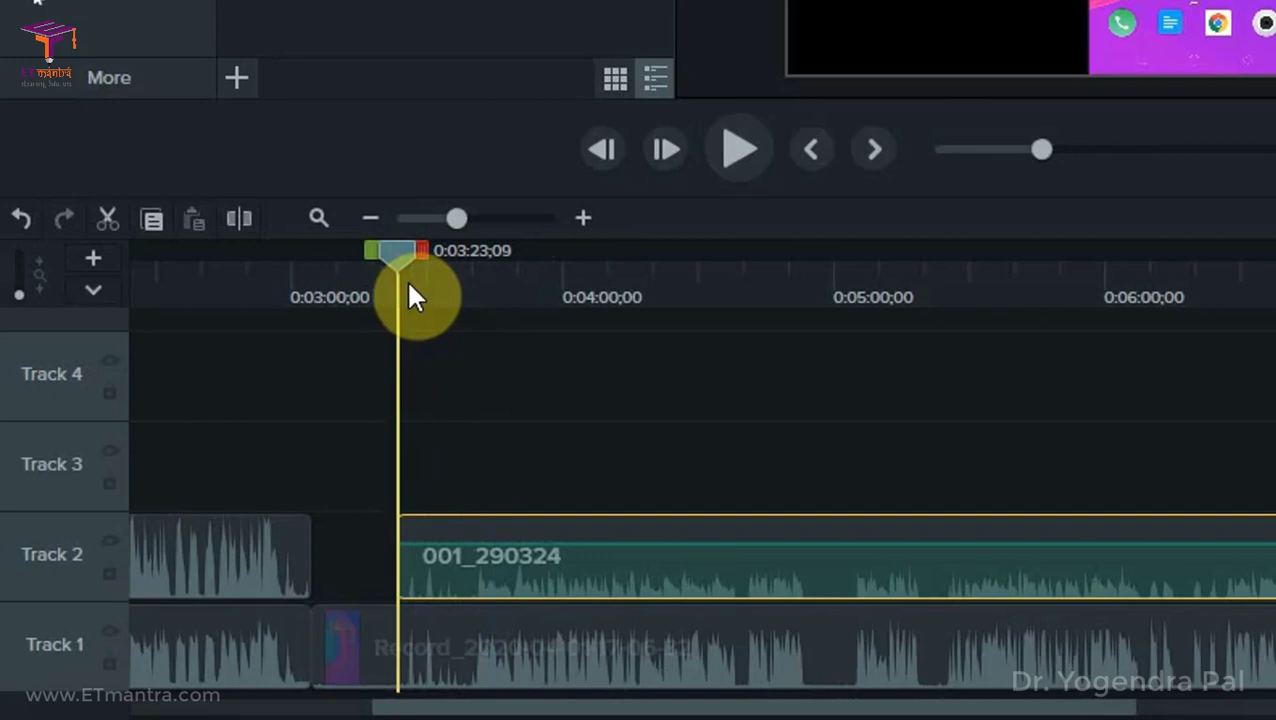 ETmantra
More
0:03:23;09
0:03:00;00
0:04:00;00
0:05:00;00
0:06:00;00
Track 4
Track 3
Track 2
001_290324
Track 1
www.ETmantra.com
Dr. Yogendra Pal